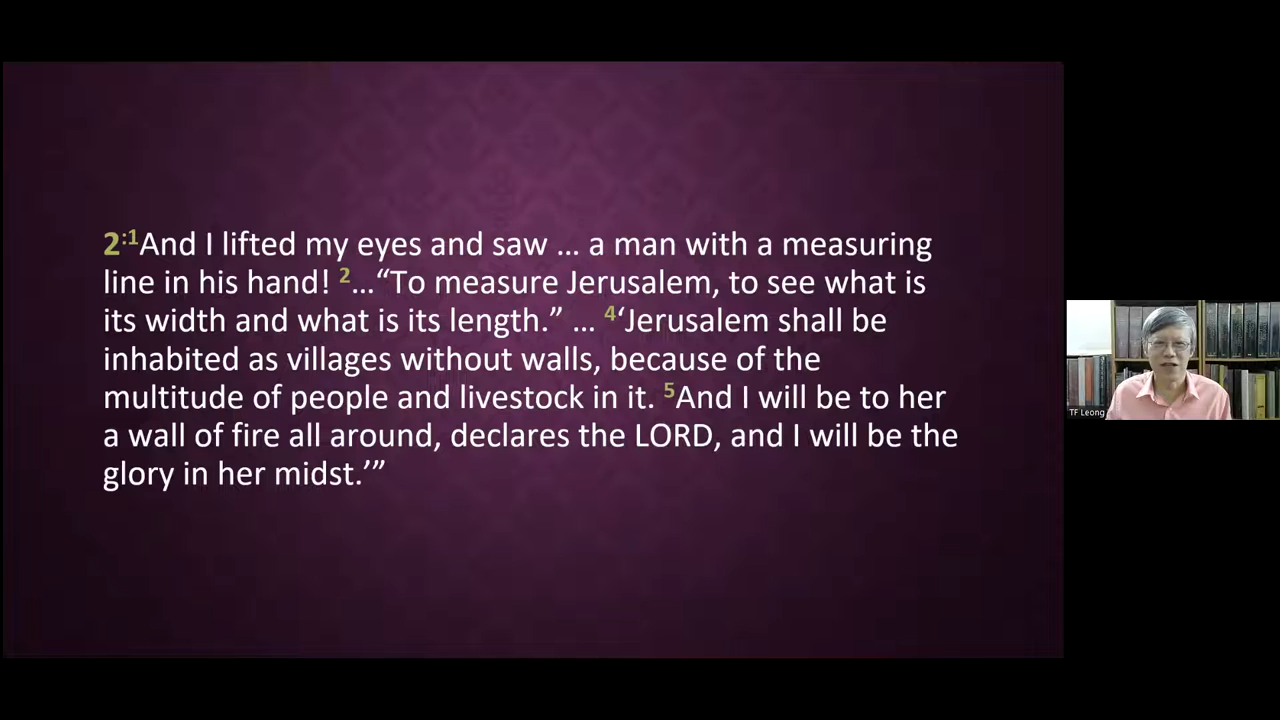 2:1And I lifted my eyes and saw … a man with a measuring
line in his hand! 2…“To measure Jerusalem, to see what is
its width and what is its length.” … 4‘Jerusalem shall be
inhabited as villages without walls, because of the
multitude of people and livestock in it. 5And I will be to her
a wall of fire all around, declares the LORD, and I will be the
glory in her midst.’”
TF Leong